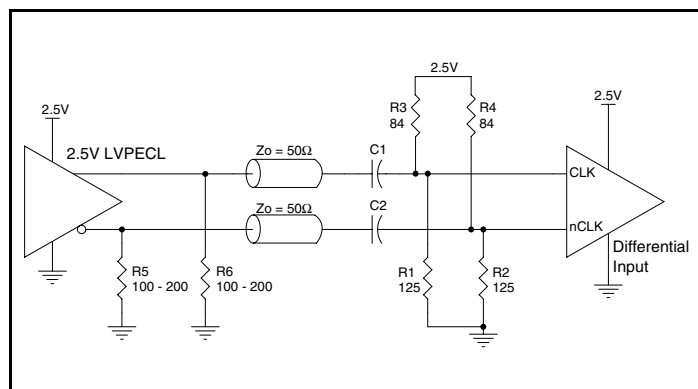 2.5V
R3
84
R4
84
2.5V
2.5V
2.5V LVPECL
Zo = 50Ω
C1
CLK
Zo = 50Ω
C2
nCLK
Differential
Input
R5
100 - 200
R6
100 - 200
R1
125
R2
125